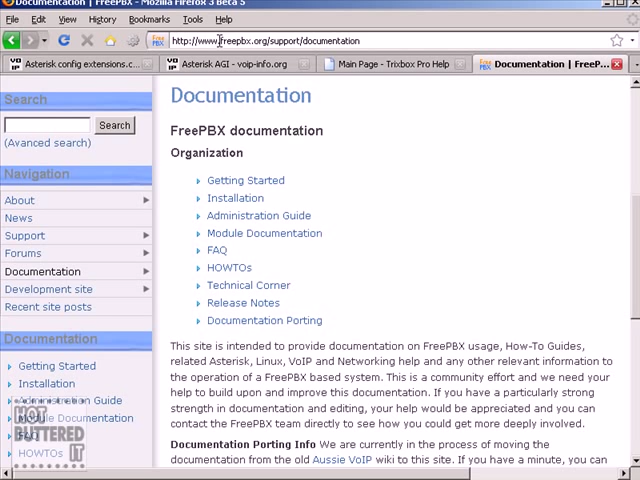 Documentation | FreePBX - Mozilla Firefox 3 Beta 5
File Edit View History Bookmarks Tools Help
http://www.freepbx.org/support/documentation
Asterisk config extensions.c... Asterisk AGI - voip-info.org Main Page - Trixbox Pro Help Documentation | FreeP...
Search
Search
(Advanced search)
Navigation
About
News
Support
Forums
Documentation
Development site
Recent site posts
Documentation
Getting Started
Installation
Administration Guide
Module Documentation
FAQ
HOWTOs
HOT
BUTTERED
IT
Documentation
FreePBX documentation
Organization
Getting Started
Installation
Administration Guide
Module Documentation
FAQ
HOWTOs
Technical Corner
Release Notes
Documentation Porting
This site is intended to provide documentation on FreePBX usage, How-To Guides,
related Asterisk, Linux, VoIP and Networking help and any other relevant information to
the operation of a FreePBX based system. This is a community effort and we need your
help to build upon and improve this documentation. If you have a particularly strong
strength in documentation and editing, your help would be appreciated and you can
contact the FreePBX team directly to see how you could get more deeply involved.
Documentation Porting Info We are currently in the process of moving the
documentation from the old Aussie VoIP wiki to this site. If you have a minute, you can